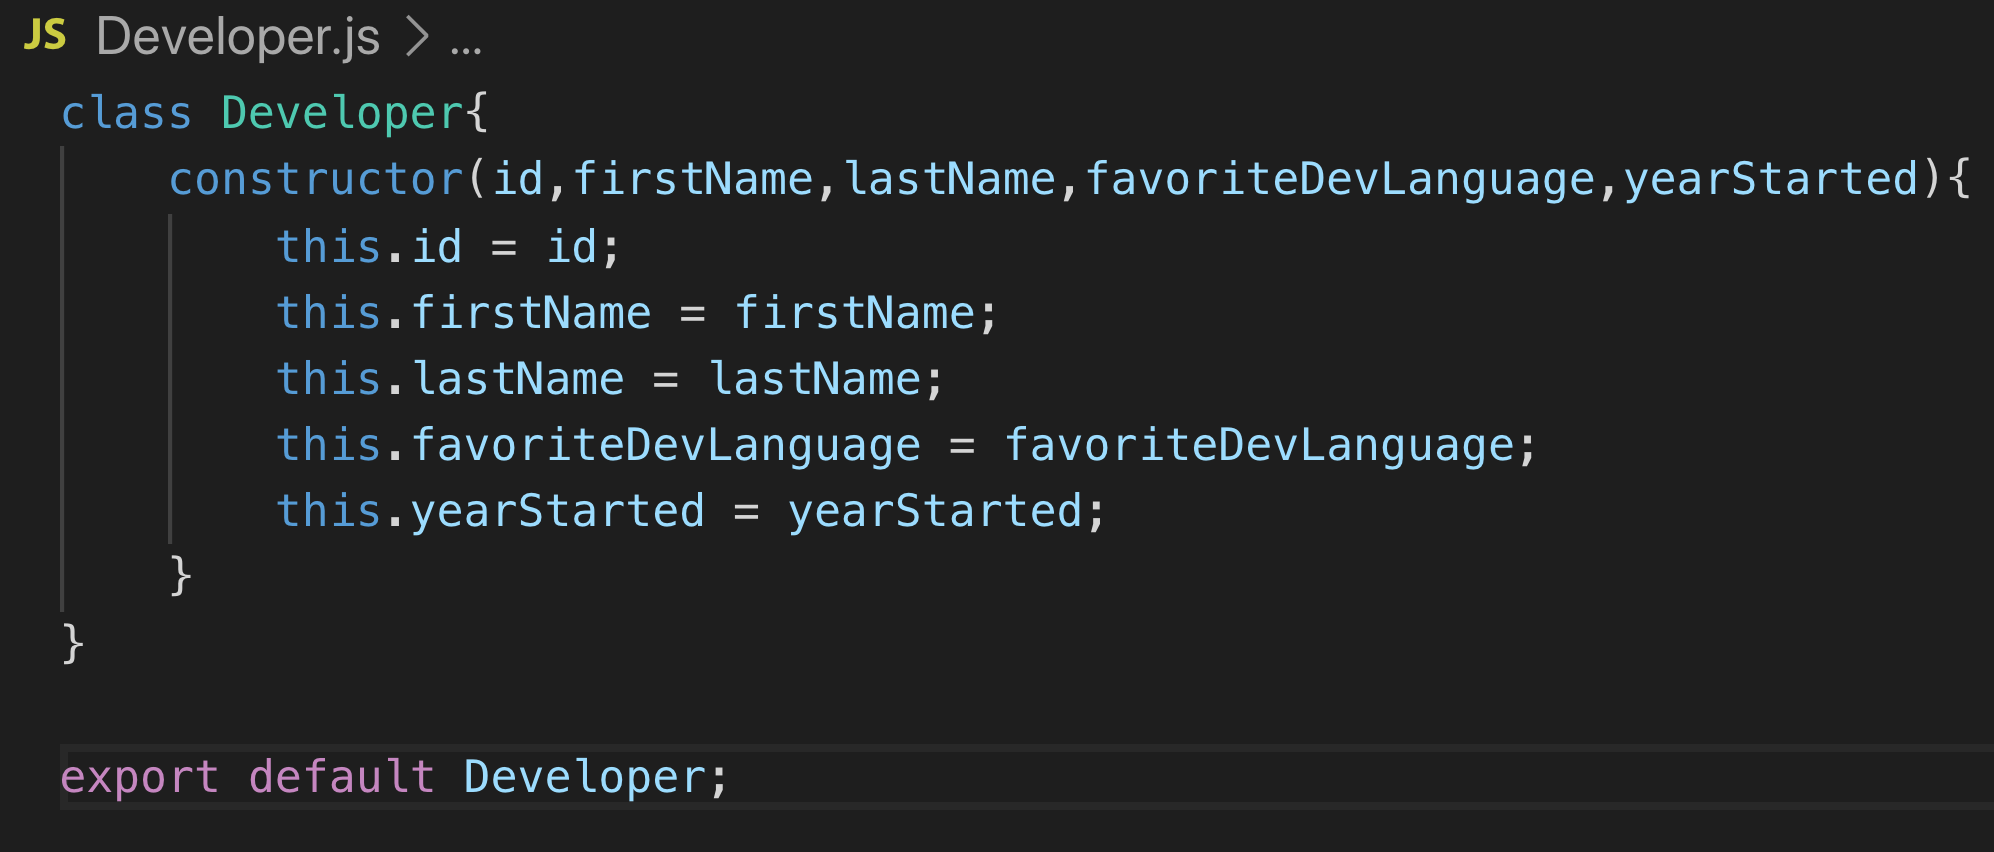 JS Developer.js > ...
class Developer{
    constructor(id,firstName,lastName,favoriteDevLanguage,yearStarted){
        this.id = id;
        this.firstName = firstName;
        this.lastName = lastName;
        this.favoriteDevLanguage = favoriteDevLanguage;
        this.yearStarted = yearStarted;
    }
}
export default Developer;